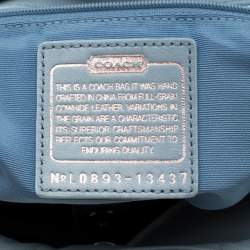 COACH
THIS IS A COACH BAG. IT WAS HAND
CRAFTED IN CHINA FROM FULL-GRAIN
COWHIDE LEATHER. VARIATIONS IN
THE GRAIN ARE A CHARACTERISTIC
ITS SUPERIOR CRAFTSMANSHIP
REFLECTS OUR COMMITMENT TO
ENDURING QUALITY.
Nº L0893-13437